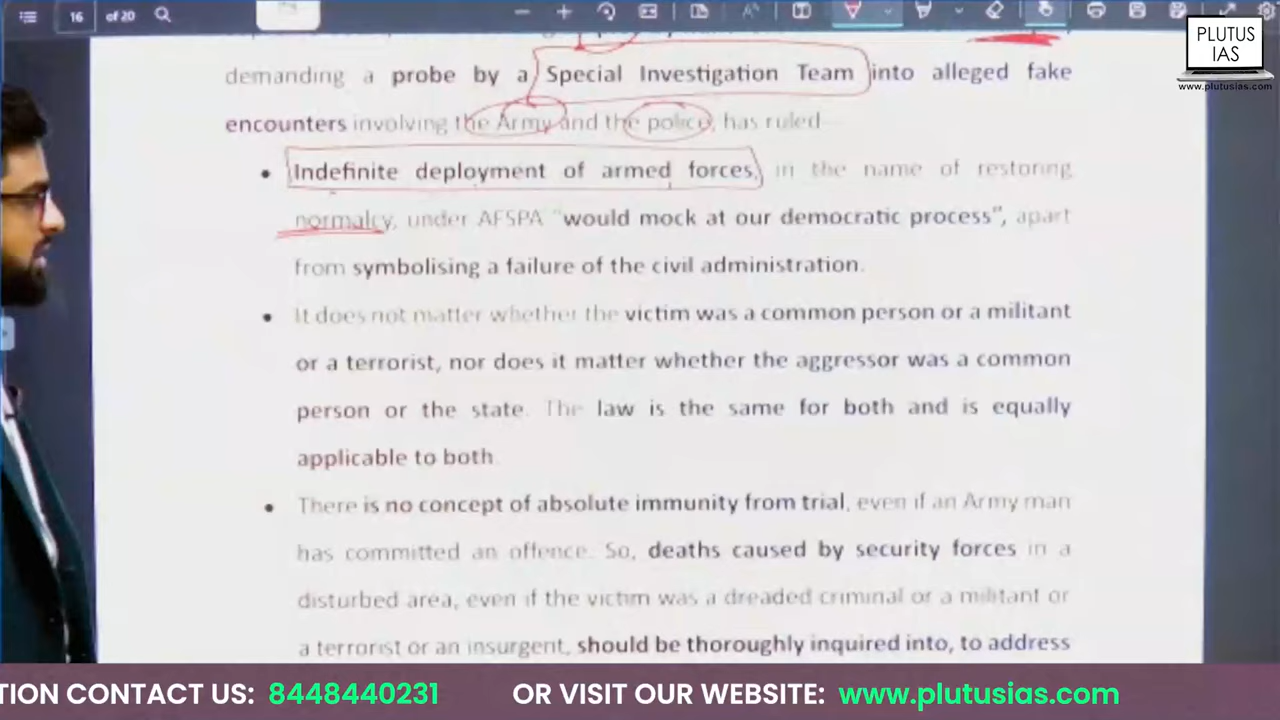 16 of 20
PLUTUS
IAS
www.plutusias.com
demanding a probe by a Special Investigation Team into alleged fake
encounters involving the Army and the police, has ruled—
• Indefinite deployment of armed forces, in the name of restoring
normalcy, under AFSPA "would mock at our democratic process", apart
from symbolising a failure of the civil administration.
• It does not matter whether the victim was a common person or a militant
or a terrorist, nor does it matter whether the aggressor was a common
person or the state. The law is the same for both and is equally
applicable to both.
• There is no concept of absolute immunity from trial, even if an Army man
has committed an offence. So, deaths caused by security forces in a
disturbed area, even if the victim was a dreaded criminal or a militant or
a terrorist or an insurgent, should be thoroughly inquired into, to address
TION CONTACT US: 8448440231 OR VISIT OUR WEBSITE: www.plutusias.com